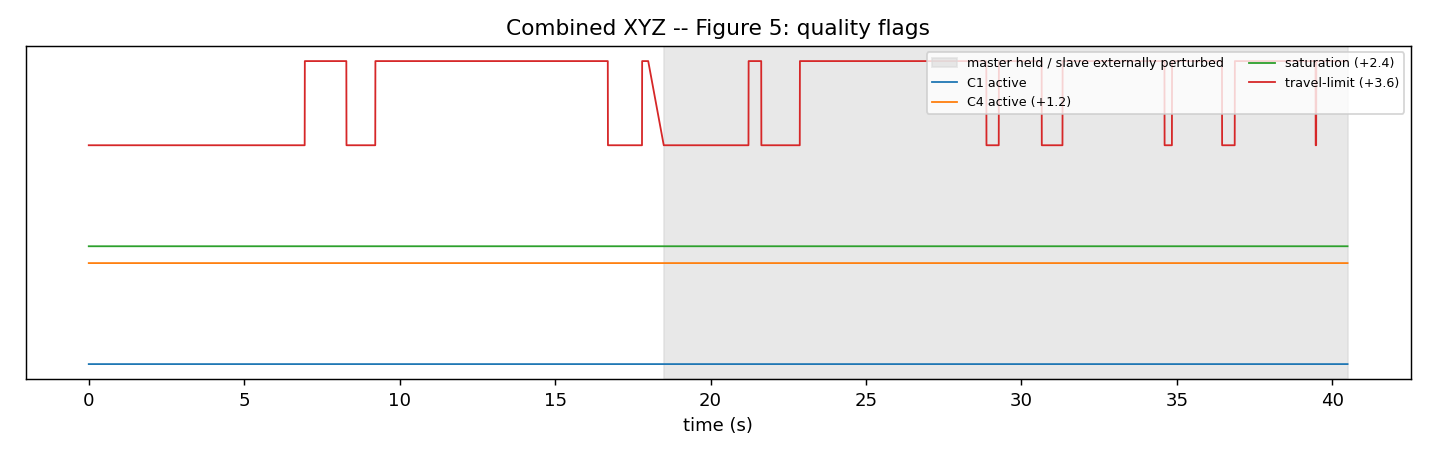 Combined XYZ -- Figure 5: quality flags
master held / slave externally perturbed
C1 active
C4 active (+1.2)
saturation (+2.4)
travel-limit (+3.6)
0 5 10 15 20 25 30 35 40
time (s)